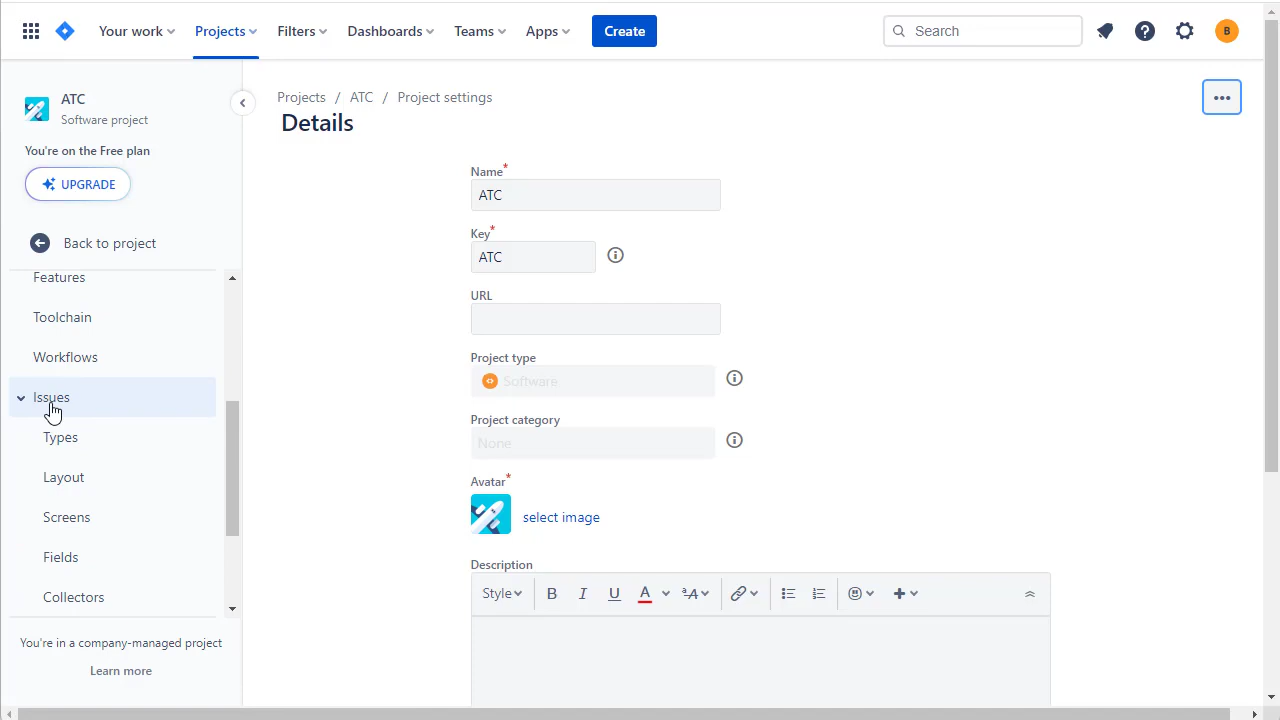 Your work
Projects
Filters
Dashboards
Teams
Apps
Create
Search
B
ATC
Software project
You're on the Free plan
UPGRADE
Back to project
Features
Toolchain
Workflows
Issues
Types
Layout
Screens
Fields
Collectors
You're in a company-managed project
Learn more
Projects / ATC / Project settings
Details
Name*
ATC
Key*
ATC
URL
Project type
Software
Project category
None
Avatar*
select image
Description
Style B I U A ªA